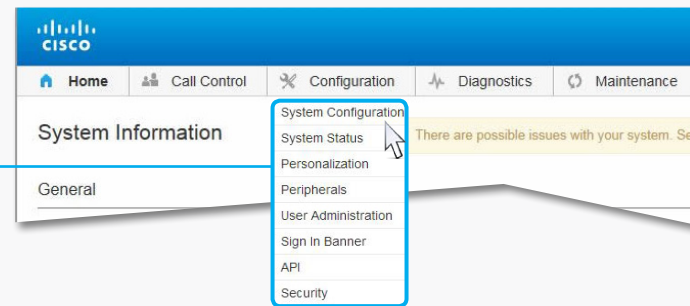 CISCO
Home Call Control Configuration Diagnostics Maintenance
System Information
There are possible issues with your system. Se
General
System Configuration
System Status
Personalization
Peripherals
User Administration
Sign In Banner
API
Security